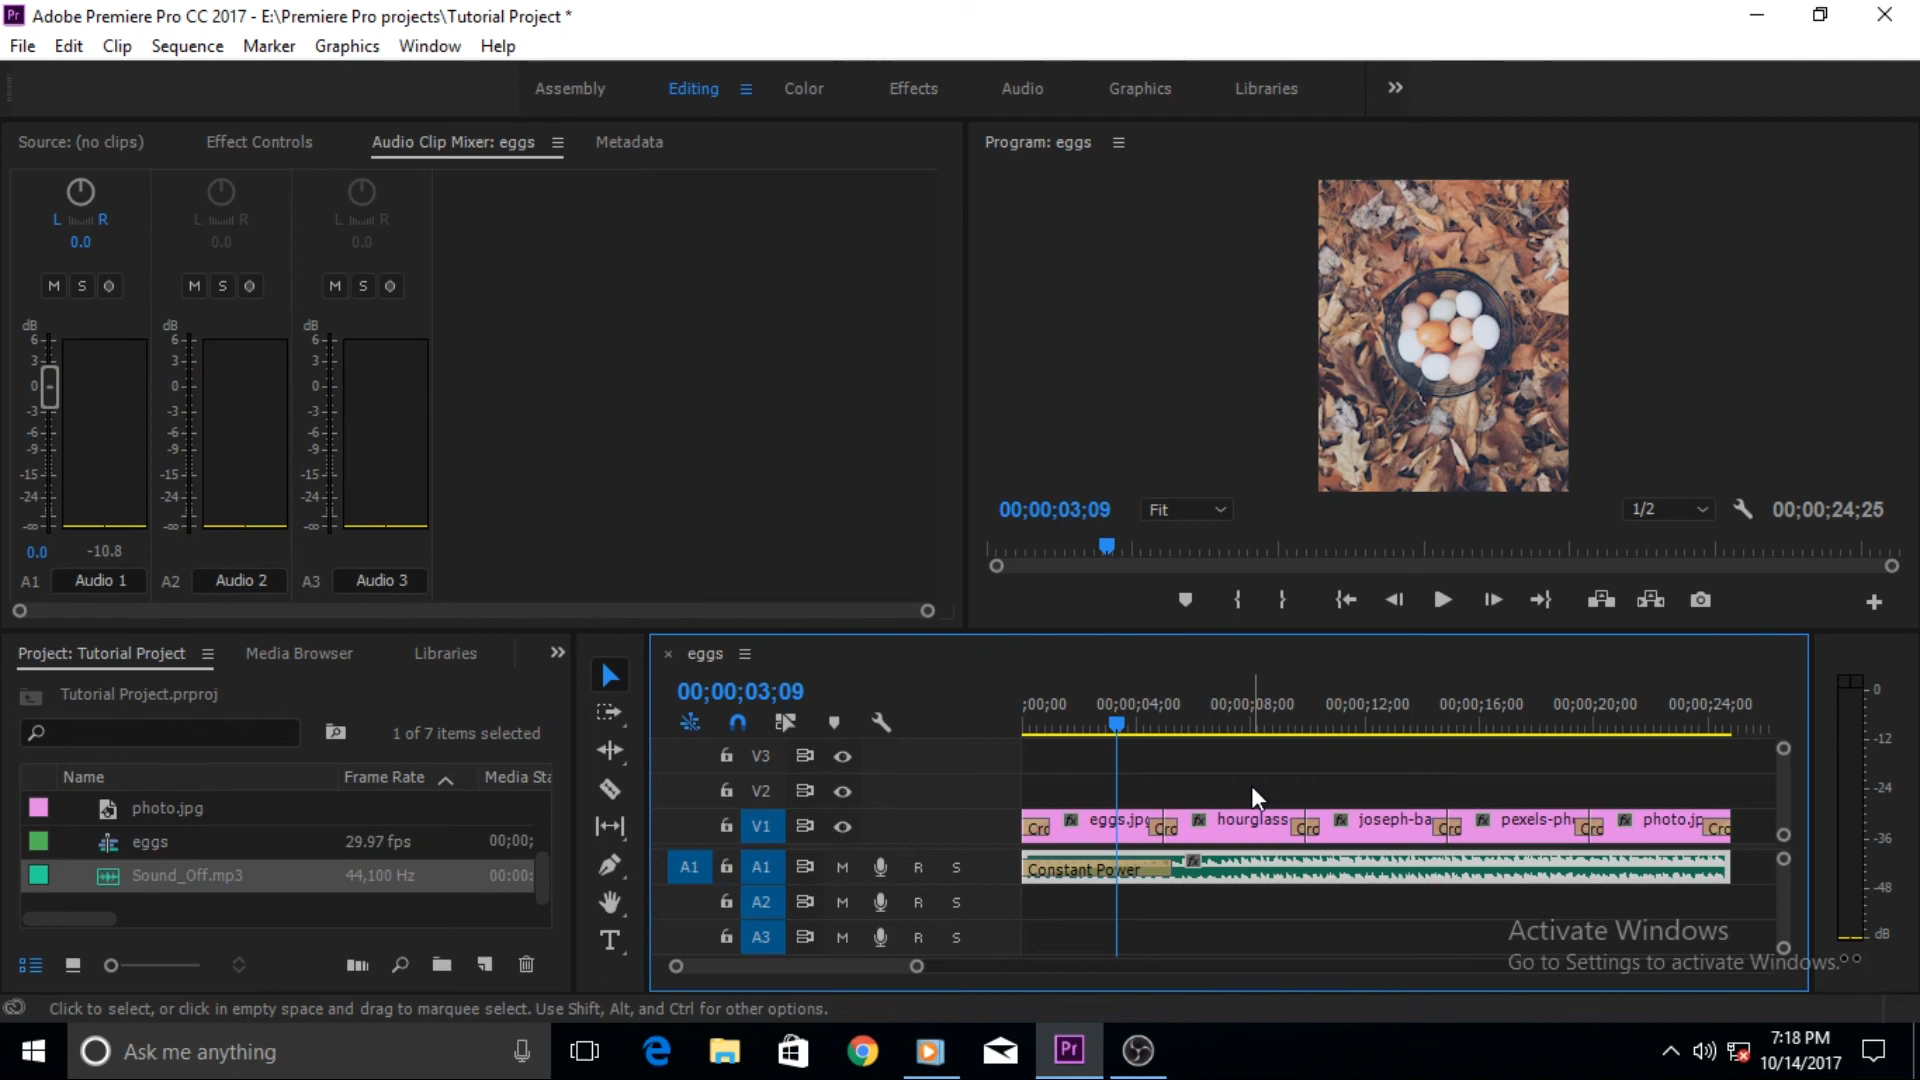 Adobe Premiere Pro CC 2017 - E:\Premiere Pro projects\Tutorial Project *
File Edit Clip Sequence Marker Graphics Window Help
Assembly Editing Color Effects Audio Graphics Libraries
Source: (no clips) Effect Controls Audio Clip Mixer: eggs Metadata
L R L R L R
0.0 0.0 0.0
M S M S M S
dB dB dB
6 6 6
3 3 3
0 0 0
-3 -3 -3
-6 -6 -6
-9 -9 -9
-15 -15 -15
-24 -24 -24
-∞ -∞ -∞
0.0 -10.8
A1 Audio 1 A2 Audio 2 A3 Audio 3
Program: eggs
00;00;03;09 Fit 1/2 00;00;24;25
Project: Tutorial Project Media Browser Libraries
Tutorial Project.prproj
1 of 7 items selected
Name Frame Rate Media Sta
photo.jpg
eggs 29.97 fps 00;00;
Sound_Off.mp3 44,100 Hz 00:00:
T
eggs
00;00;03;09
;00;00 00;00;04;00 00;00;08;00 00;00;12;00 00;00;16;00 00;00;20;00 00;00;24;00
V3
V2
V1
Cro fx eggs.jpg Cro fx hourglass Cro fx joseph-ba Cro fx pexels-ph Cro fx photo.jp Cro
A1 A1 M R S
Constant Power fx
A2 M R S
A3 M R S
0
-12
-24
-36
-48
dB
Activate Windows
Go to Settings to activate Windows.
Click to select, or click in empty space and drag to marquee select. Use Shift, Alt, and Ctrl for other options.
Ask me anything
Pr
7:18 PM
10/14/2017